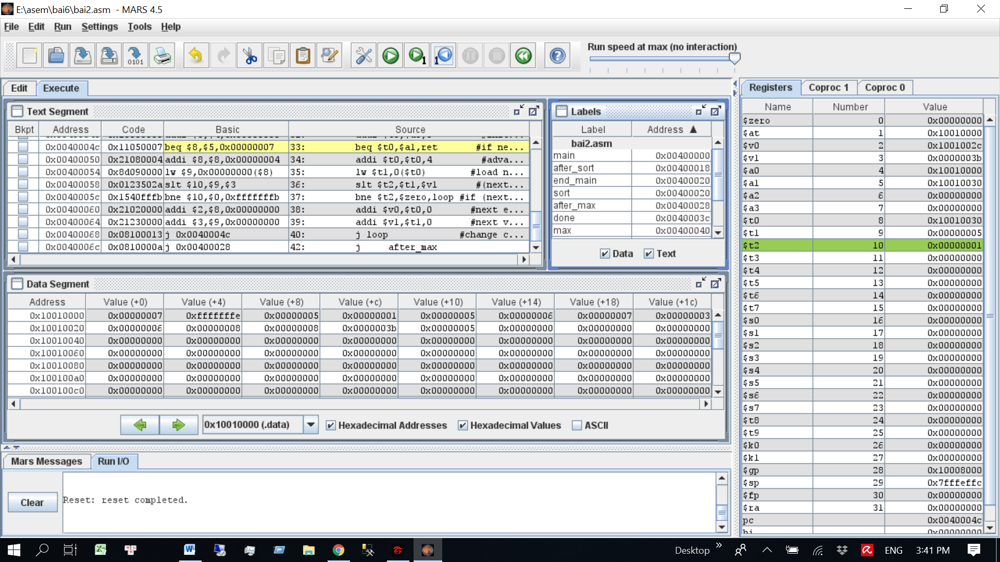 E:\asem\bai6\bai2.asm - MARS 4.5
File Edit Run Settings Tools Help
Run speed at max (no interaction)
0101
1
1
Edit Execute
Text Segment
Bkpt Address Code Basic Source
0x0040004c 0x11050007 beq $8,$5,0x00000007 33: beq $t0,$a1,ret #if ne...
0x00400050 0x21080004 addi $8,$8,0x00000004 34: addi $t0,$t0,4 #adva...
0x00400054 0x8d090000 lw $9,0x00000000($8) 35: lw $t1,0($t0) #load n...
0x00400058 0x0123502a slt $10,$9,$3 36: slt $t2,$t1,$v1 #(next...
0x0040005c 0x1540fffb bne $10,$0,0xfffffffb 37: bne $t2,$zero,loop #if (next...
0x00400060 0x21020000 addi $2,$8,0x00000000 38: addi $v0,$t0,0 #next e...
0x00400064 0x21230000 addi $3,$9,0x00000000 39: addi $v1,$t1,0 #next v...
0x00400068 0x08100013 j 0x0040004c 40: j loop #change c...
0x0040006c 0x0810000a j 0x00400028 42: j after_max
Labels
Label Address ▲
bai2.asm
main 0x00400000
after_sort 0x00400018
end_main 0x00400020
sort 0x00400020
after_max 0x00400028
done 0x0040003c
max 0x00400040
Data Text
Data Segment
Address Value (+0) Value (+4) Value (+8) Value (+c) Value (+10) Value (+14) Value (+18) Value (+1c)
0x10010000 0x00000007 0xfffffffe 0x00000005 0x00000001 0x00000005 0x00000006 0x00000007 0x00000003
0x10010020 0x00000006 0x00000008 0x00000008 0x0000003b 0x00000005 0x00000000 0x00000000 0x00000000
0x10010040 0x00000000 0x00000000 0x00000000 0x00000000 0x00000000 0x00000000 0x00000000 0x00000000
0x10010060 0x00000000 0x00000000 0x00000000 0x00000000 0x00000000 0x00000000 0x00000000 0x00000000
0x10010080 0x00000000 0x00000000 0x00000000 0x00000000 0x00000000 0x00000000 0x00000000 0x00000000
0x100100a0 0x00000000 0x00000000 0x00000000 0x00000000 0x00000000 0x00000000 0x00000000 0x00000000
0x100100c0 0x00000000 0x00000000 0x00000000 0x00000000 0x00000000 0x00000000 0x00000000 0x00000000
0x10010000 (.data) Hexadecimal Addresses Hexadecimal Values ASCII
Mars Messages Run I/O
Clear
Reset: reset completed.
Registers Coproc 1 Coproc 0
Name Number Value
$zero 0 0x00000000
$at 1 0x10010000
$v0 2 0x1001002c
$v1 3 0x0000003b
$a0 4 0x10010000
$a1 5 0x10010030
$a2 6 0x00000000
$a3 7 0x00000000
$t0 8 0x10010030
$t1 9 0x00000005
$t2 10 0x00000001
$t3 11 0x00000000
$t4 12 0x00000000
$t5 13 0x00000000
$t6 14 0x00000000
$t7 15 0x00000000
$s0 16 0x00000000
$s1 17 0x00000000
$s2 18 0x00000000
$s3 19 0x00000000
$s4 20 0x00000000
$s5 21 0x00000000
$s6 22 0x00000000
$s7 23 0x00000000
$t8 24 0x00000000
$t9 25 0x00000000
$k0 26 0x00000000
$k1 27 0x00000000
$gp 28 0x10008000
$sp 29 0x7fffeffc
$fp 30 0x00000000
$ra 31 0x00000000
pc 0x0040004c
hi 0x00000000
Desktop ENG 3:41 PM